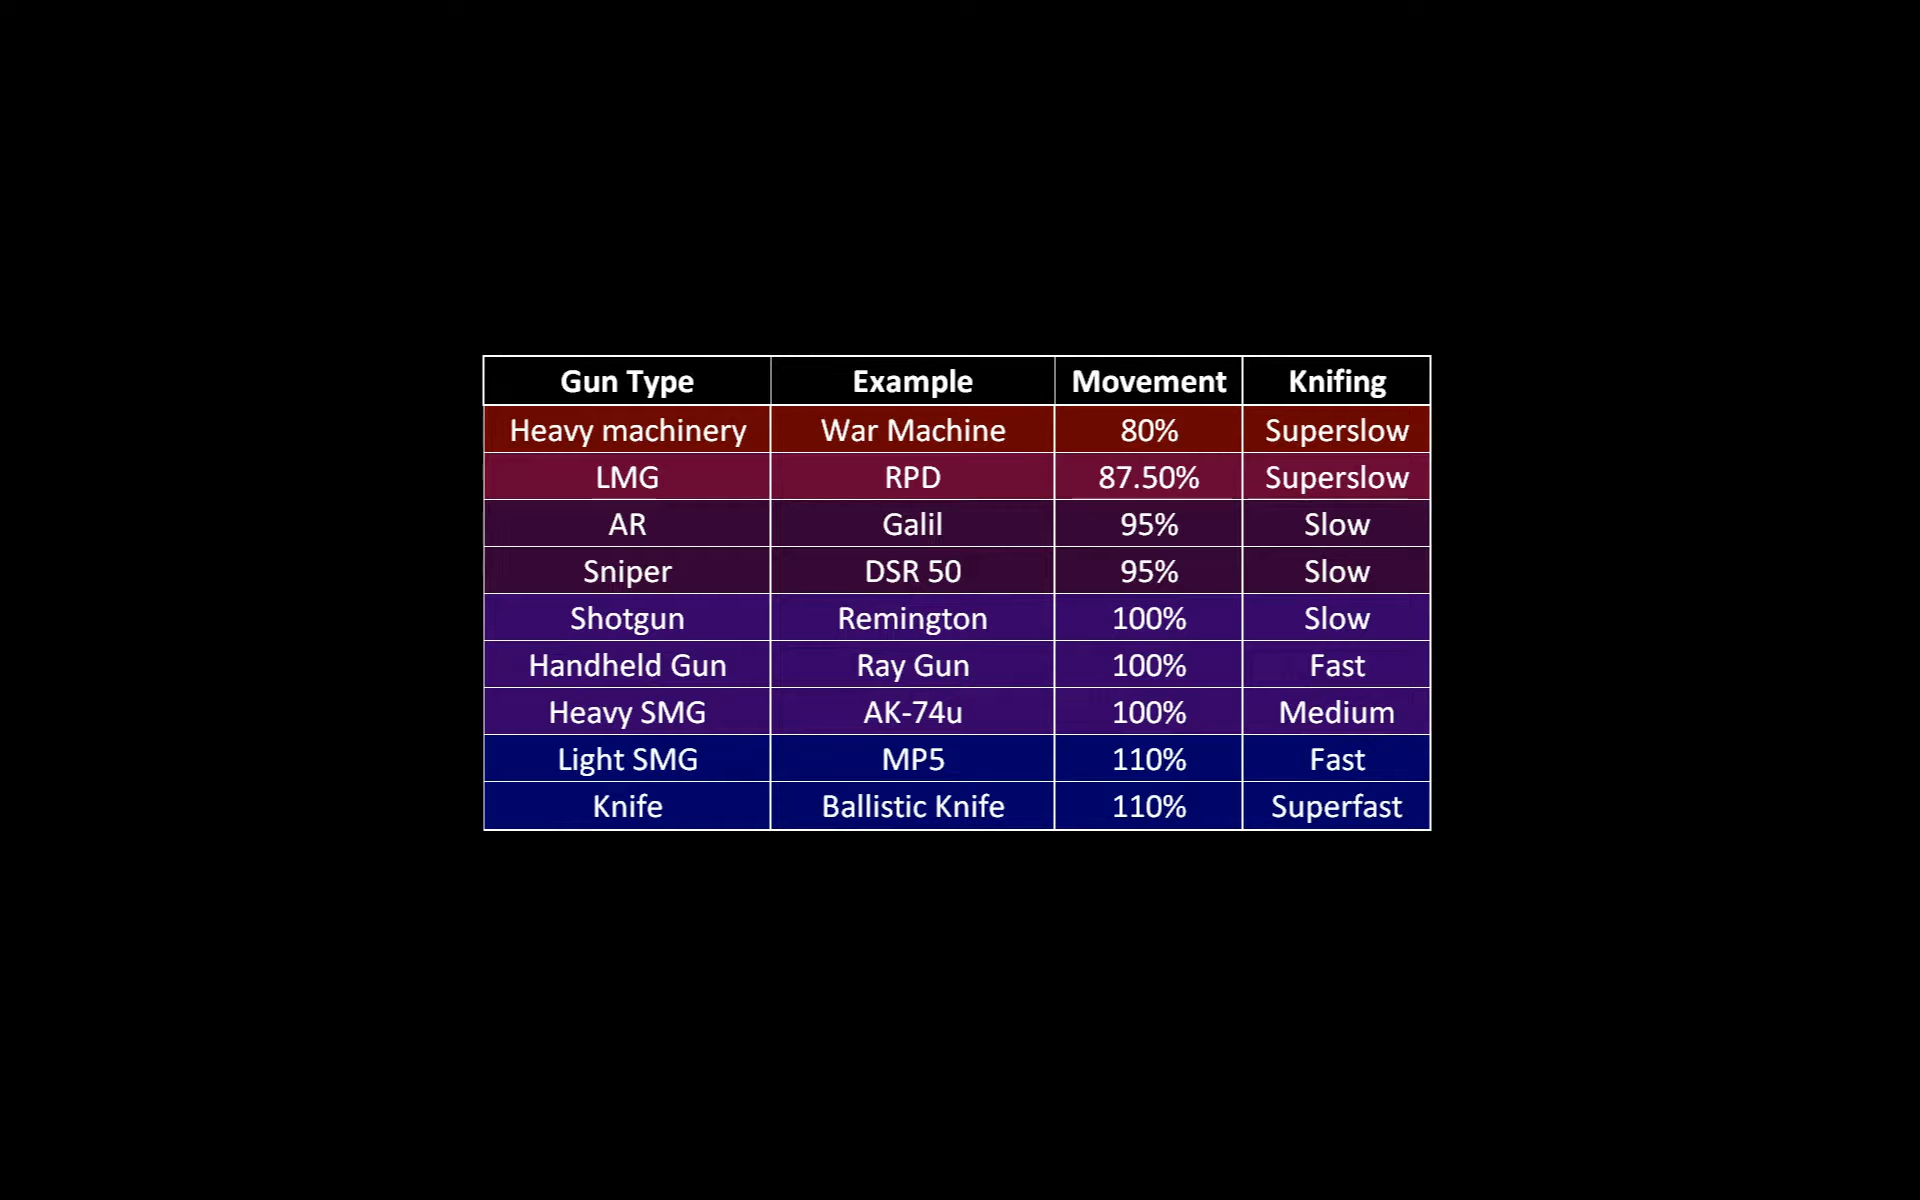 Gun Type Example Movement Knifing
Heavy machinery War Machine 80% Superslow
LMG RPD 87.50% Superslow
AR Galil 95% Slow
Sniper DSR 50 95% Slow
Shotgun Remington 100% Slow
Handheld Gun Ray Gun 100% Fast
Heavy SMG AK-74u 100% Medium
Light SMG MP5 110% Fast
Knife Ballistic Knife 110% Superfast